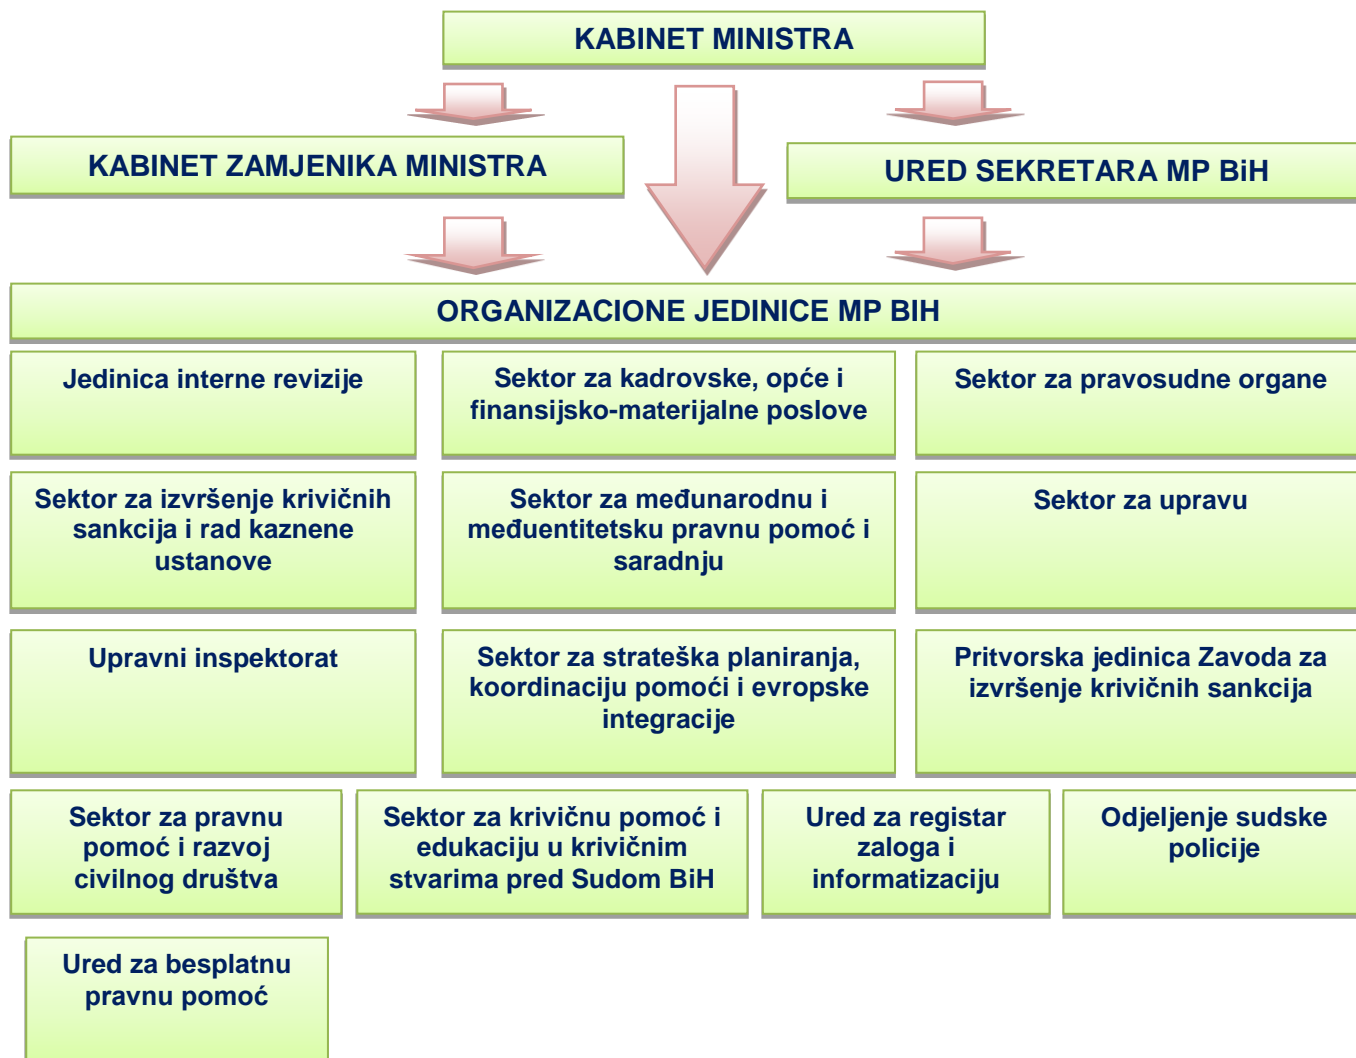 KABINET MINISTRA
KABINET ZAMJENIKA MINISTRA
URED SEKRETARA MP BiH
ORGANIZACIONE JEDINICE MP BIH
Jedinica interne revizije
Sektor za kadrovske, opće i
finansijsko-materijalne poslove
Sektor za pravosudne organe
Sektor za izvršenje krivičnih
sankcija i rad kaznene
ustanove
Sektor za međunarodnu i
međuentitetsku pravnu pomoć i
saradnju
Sektor za upravu
Upravni inspektorat
Sektor za strateška planiranja,
koordinaciju pomoći i evropske
integracije
Pritvorska jedinica Zavoda za
izvršenje krivičnih sankcija
Sektor za pravnu
pomoć i razvoj
civilnog društva
Sektor za krivičnu pomoć i
edukaciju u krivičnim
stvarima pred Sudom BiH
Ured za registar
zaloga i
informatizaciju
Odjeljenje sudske
policije
Ured za besplatnu
pravnu pomoć